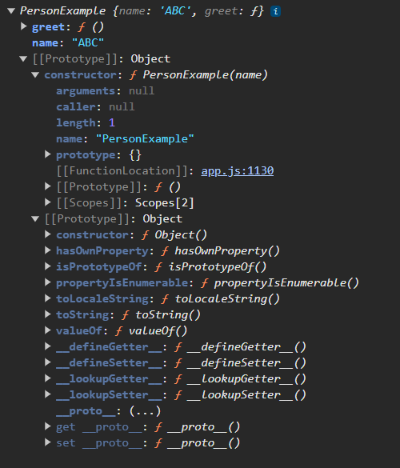 PersonExample {name: 'ABC', greet: ƒ} i
greet: ƒ ()
name: "ABC"
[[Prototype]]: Object
constructor: ƒ PersonExample(name)
arguments: null
caller: null
length: 1
name: "PersonExample"
prototype: {}
[[FunctionLocation]]: app.js:1130
[[Prototype]]: ƒ ()
[[Scopes]]: Scopes[2]
[[Prototype]]: Object
constructor: ƒ Object()
hasOwnProperty: ƒ hasOwnProperty()
isPrototypeOf: ƒ isPrototypeOf()
propertyIsEnumerable: ƒ propertyIsEnumerable()
toLocaleString: ƒ toLocaleString()
toString: ƒ toString()
valueOf: ƒ valueOf()
__defineGetter__: ƒ __defineGetter__()
__defineSetter__: ƒ __defineSetter__()
__lookupGetter__: ƒ __lookupGetter__()
__lookupSetter__: ƒ __lookupSetter__()
__proto__: (...)
get __proto__: ƒ __proto__()
set __proto__: ƒ __proto__()